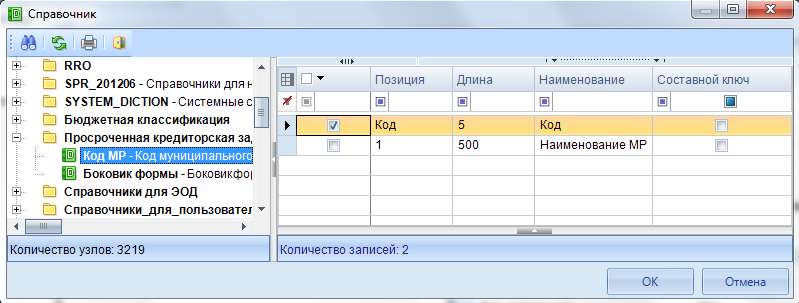 Справочник
RRO
SPR_201206 - Справочники для н
SYSTEM_DICTION - Системные с
Бюджетная классификация
Просроченная кредиторская за
Код МР - Код муниципального
Боковик формы - Боковикфор
Справочники для ЭОД
Справочники_для_пользовател
Количество узлов: 3219
Позиция Длина Наименование Составной ключ
Код 5 Код
1 500 Наименование МР
Количество записей: 2
ОК Отмена